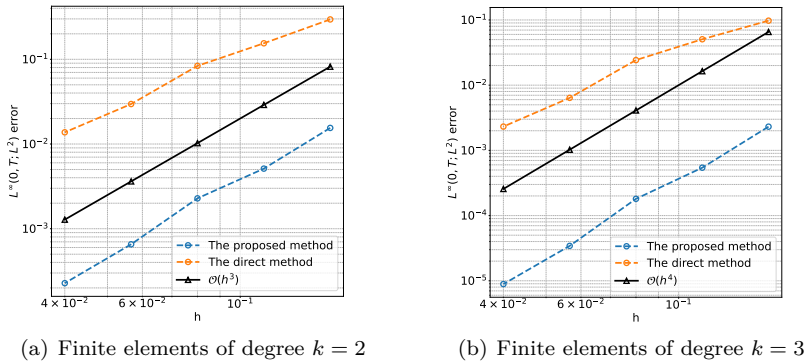 10⁻¹
10⁻²
10⁻³
L^∞(0, T; L²) error
4 × 10⁻²
6 × 10⁻²
10⁻¹
h
The proposed method
The direct method
𝒪(h³)
(a) Finite elements of degree k = 2
10⁻¹
10⁻²
10⁻³
10⁻⁴
10⁻⁵
L^∞(0, T; L²) error
4 × 10⁻²
6 × 10⁻²
10⁻¹
h
The proposed method
The direct method
𝒪(h⁴)
(b) Finite elements of degree k = 3